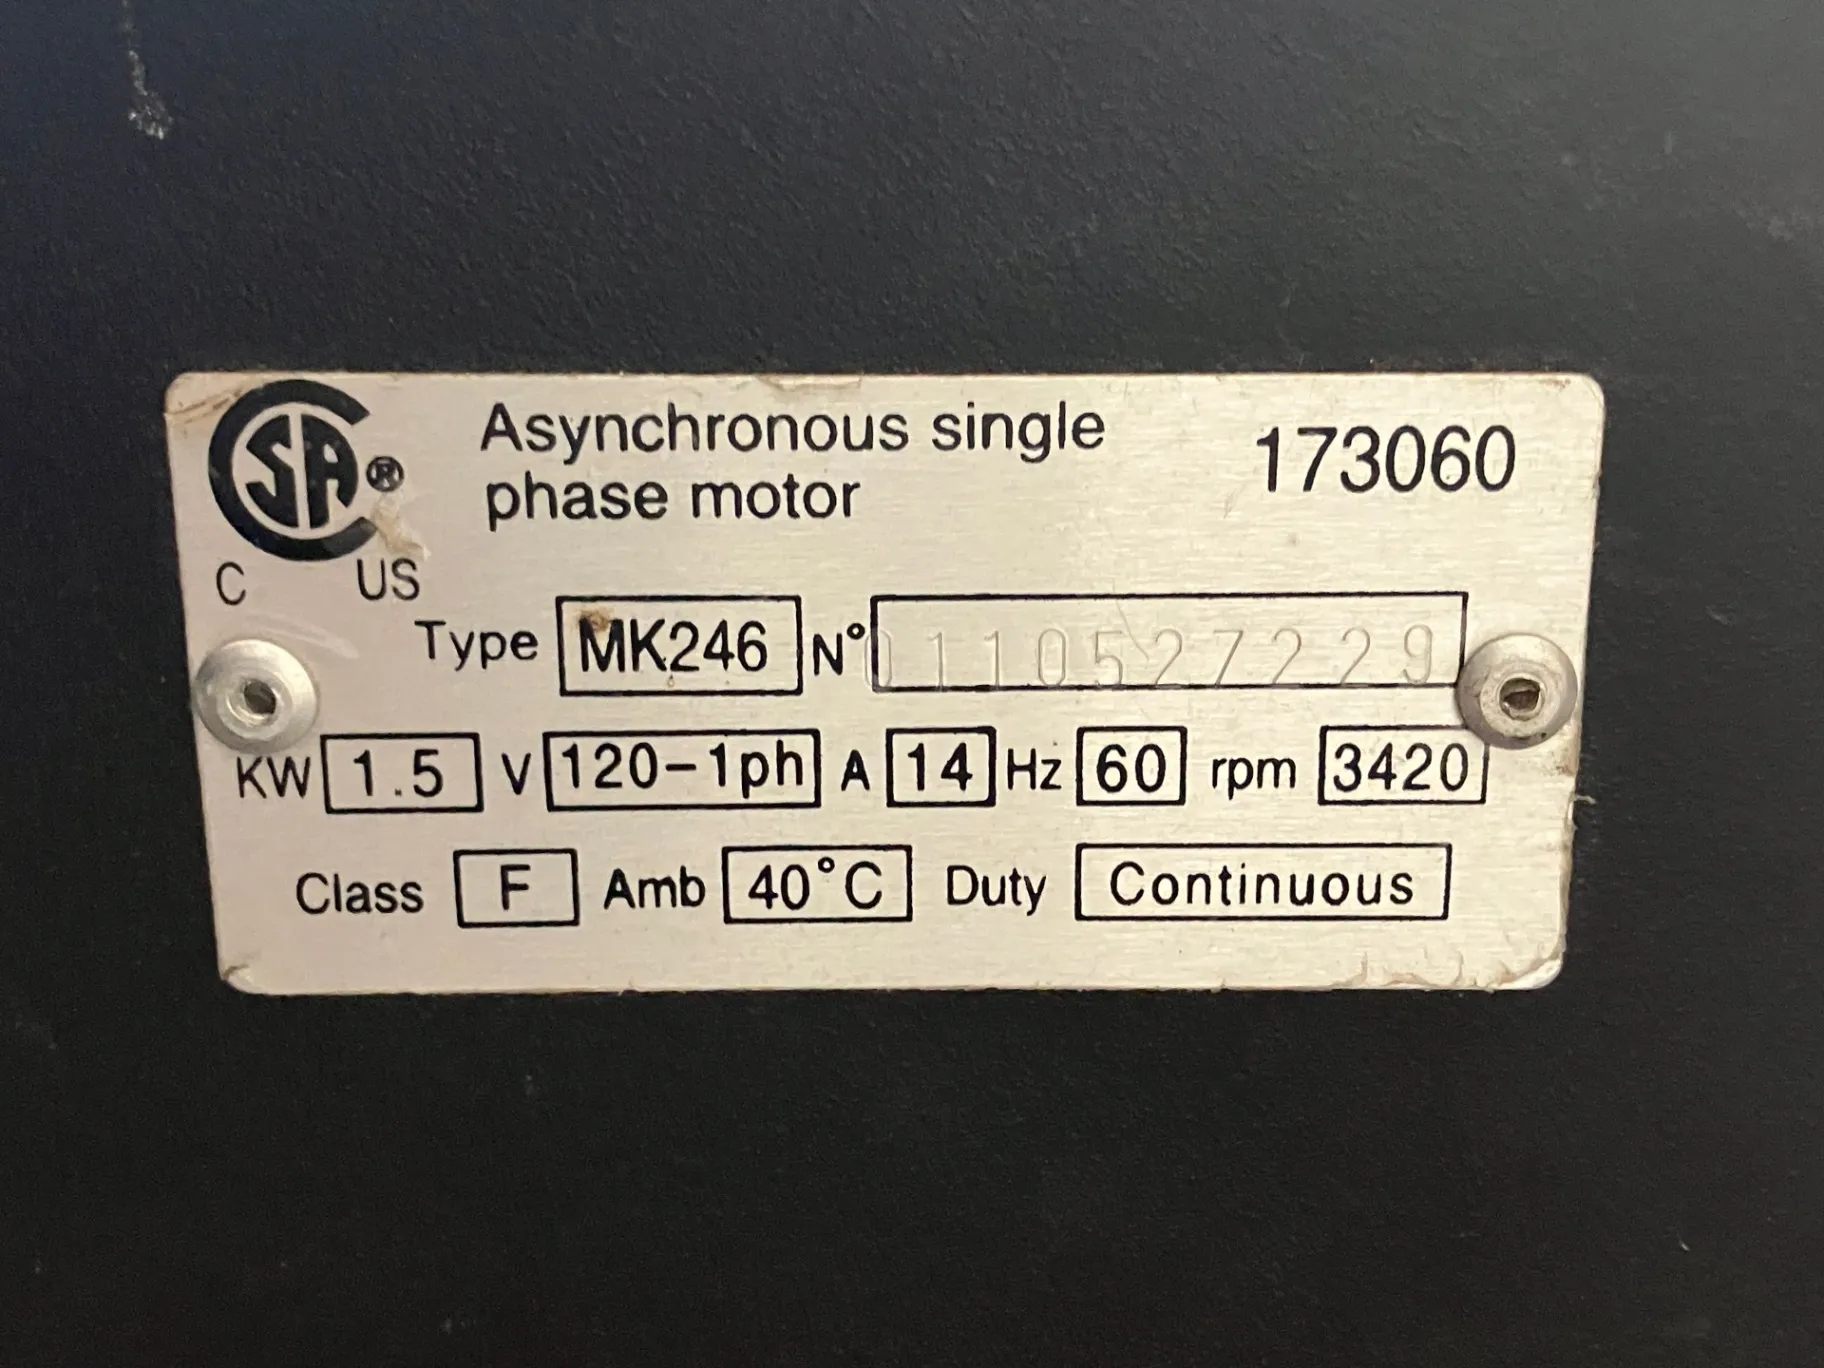 CSA ®
C US
Asynchronous single
phase motor
173060
Type MK246 N° 0110527229
KW 1.5 V 120-1ph A 14 Hz 60 rpm 3420
Class F Amb 40°C Duty Continuous